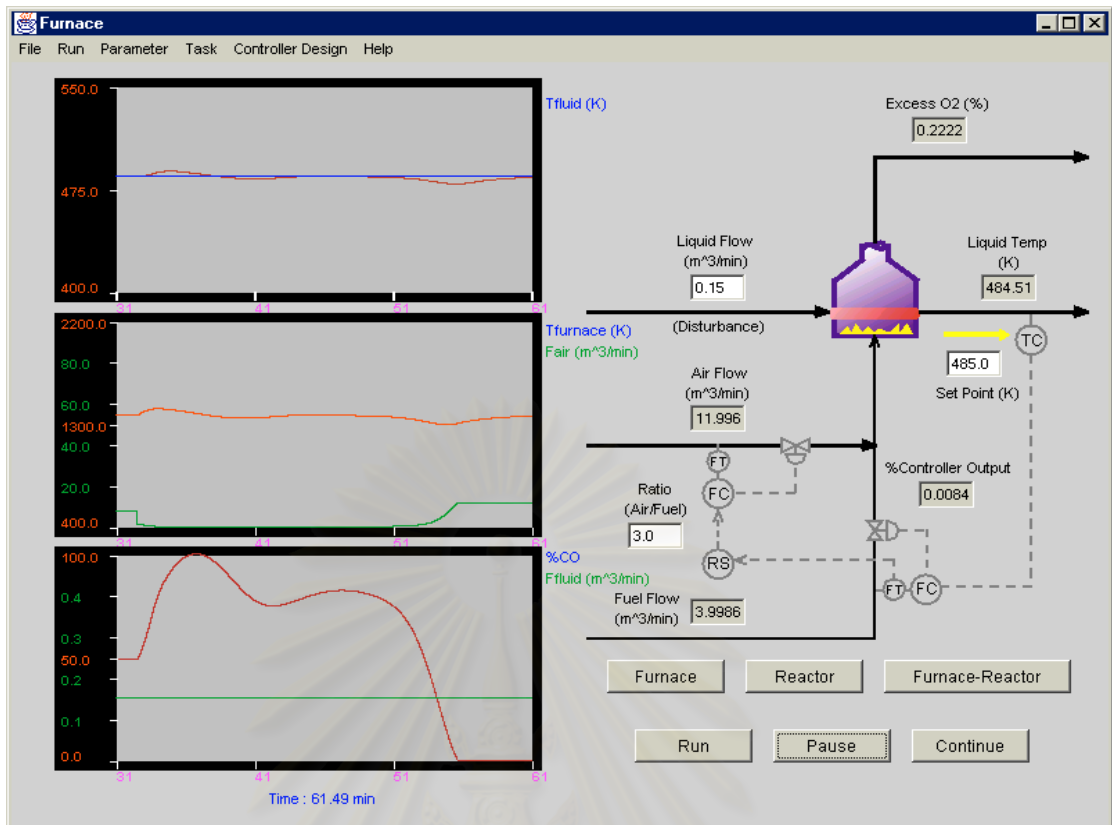 Furnace
File Run Parameter Task Controller Design Help
550.0
475.0
400.0
31 41 51 61
Tfluid (K)
2200.0
80.0
60.0
1300.0
40.0
20.0
400.0
31 41 51 61
Tfurnace (K)
Fair (m^3/min)
100.0
0.4
0.3
50.0
0.2
0.1
0.0
31 41 51 61
%CO
Ffluid (m^3/min)
Time : 61.49 min
Excess O2 (%)
0.2222
Liquid Flow
(m^3/min)
0.15
(Disturbance)
Liquid Temp
(K)
484.51
TC
485.0
Set Point (K)
Air Flow
(m^3/min)
11.996
FT
FC
Ratio
(Air/Fuel)
3.0
RS
%Controller Output
0.0084
FT
FC
Fuel Flow
(m^3/min)
3.9986
Furnace Reactor Furnace-Reactor
Run Pause Continue